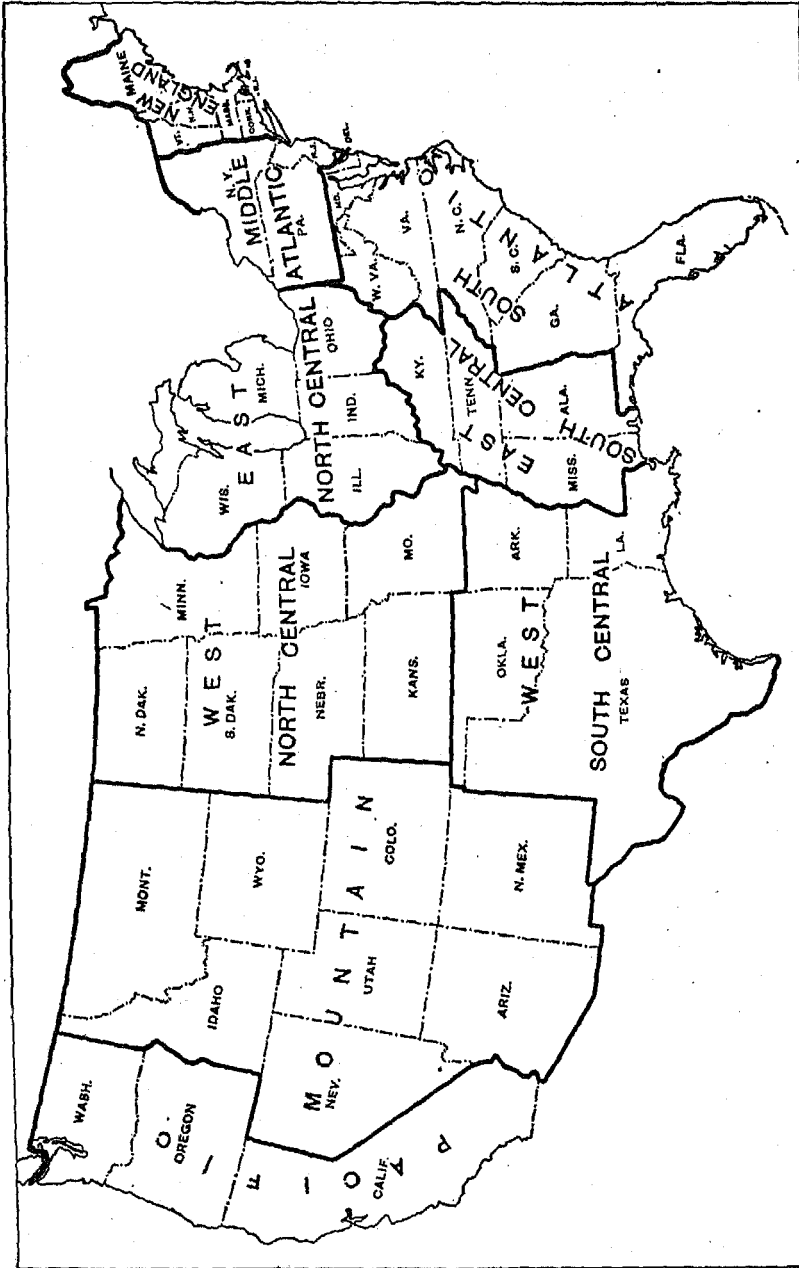 WASH.
OREGON
CALIF.
PACIFIC
MONT.
IDAHO
WYO.
NEV.
UTAH
COLO.
ARIZ.
N. MEX.
MOUNTAIN
N. DAK.
MINN.
WEST
S. DAK.
NORTH CENTRAL
NEBR.
IOWA
KANS.
MO.
WIS.
MICH.
EAST
NORTH CENTRAL
ILL.
IND.
OHIO
OKLA.
ARK.
WEST
SOUTH CENTRAL
TEXAS
LA.
KY.
TENN.
EAST
SOUTH CENTRAL
MISS.
ALA.
N.Y.
MIDDLE
ATLANTIC
PA.
N.J.
MAINE
NEW
ENGLAND
VT.
N.H.
MASS.
CONN.
R.I.
DEL.
MD.
W. VA.
VA.
N.C.
S.C.
GA.
FLA.
SOUTH
ATLANTIC